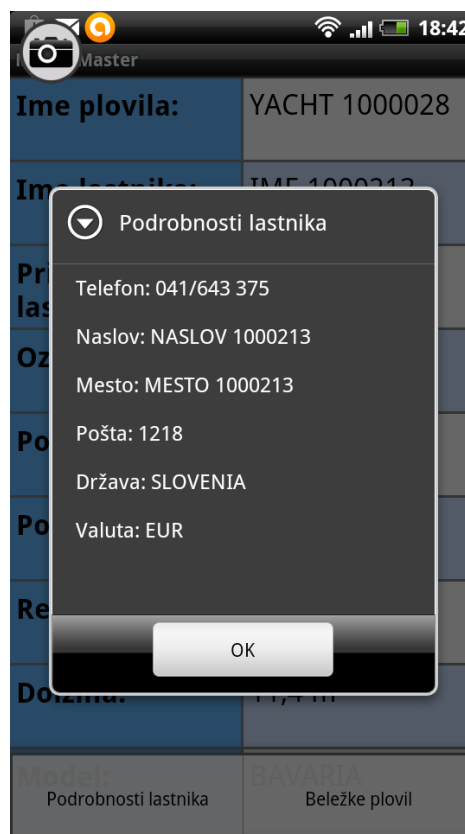 18:42
Master
Ime plovila: YACHT 1000028
Podrobnosti lastnika
Telefon: 041/643 375
Naslov: NASLOV 1000213
Mesto: MESTO 1000213
Pošta: 1218
Država: SLOVENIA
Valuta: EUR
OK
Model: BAVARIA
Podrobnosti lastnika Beležke plovil